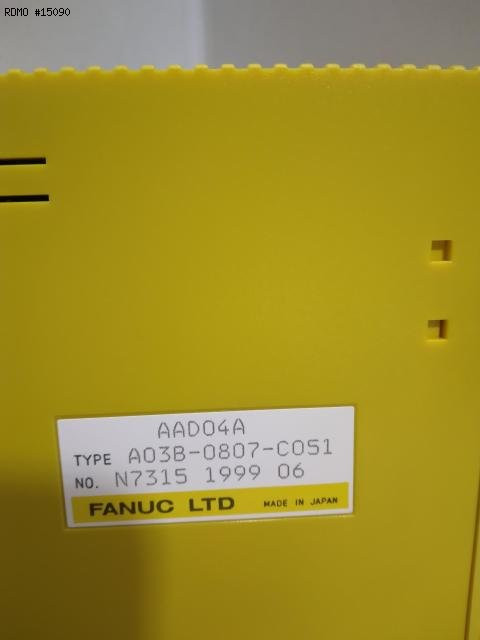 RDMO #15090
AAD04A
TYPE A03B-0807-C051
NO. N7315 1999 06
FANUC LTD MADE IN JAPAN